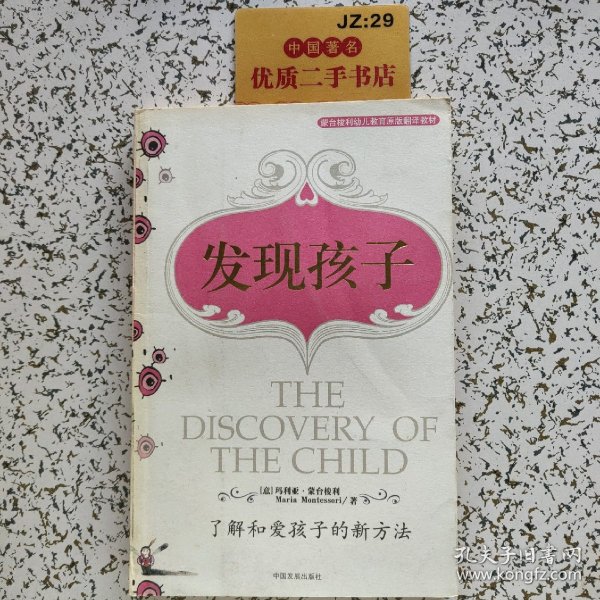 JZ:29
中国著名
优质二手书店
蒙台梭利幼儿教育原版翻译教材
发现孩子
THE
DISCOVERY OF
THE CHILD
[意]玛利亚·蒙台梭利
Maria Montessori/著
了解和爱孩子的新方法
中国发展出版社
孔夫子旧书网
www.kongfz.com